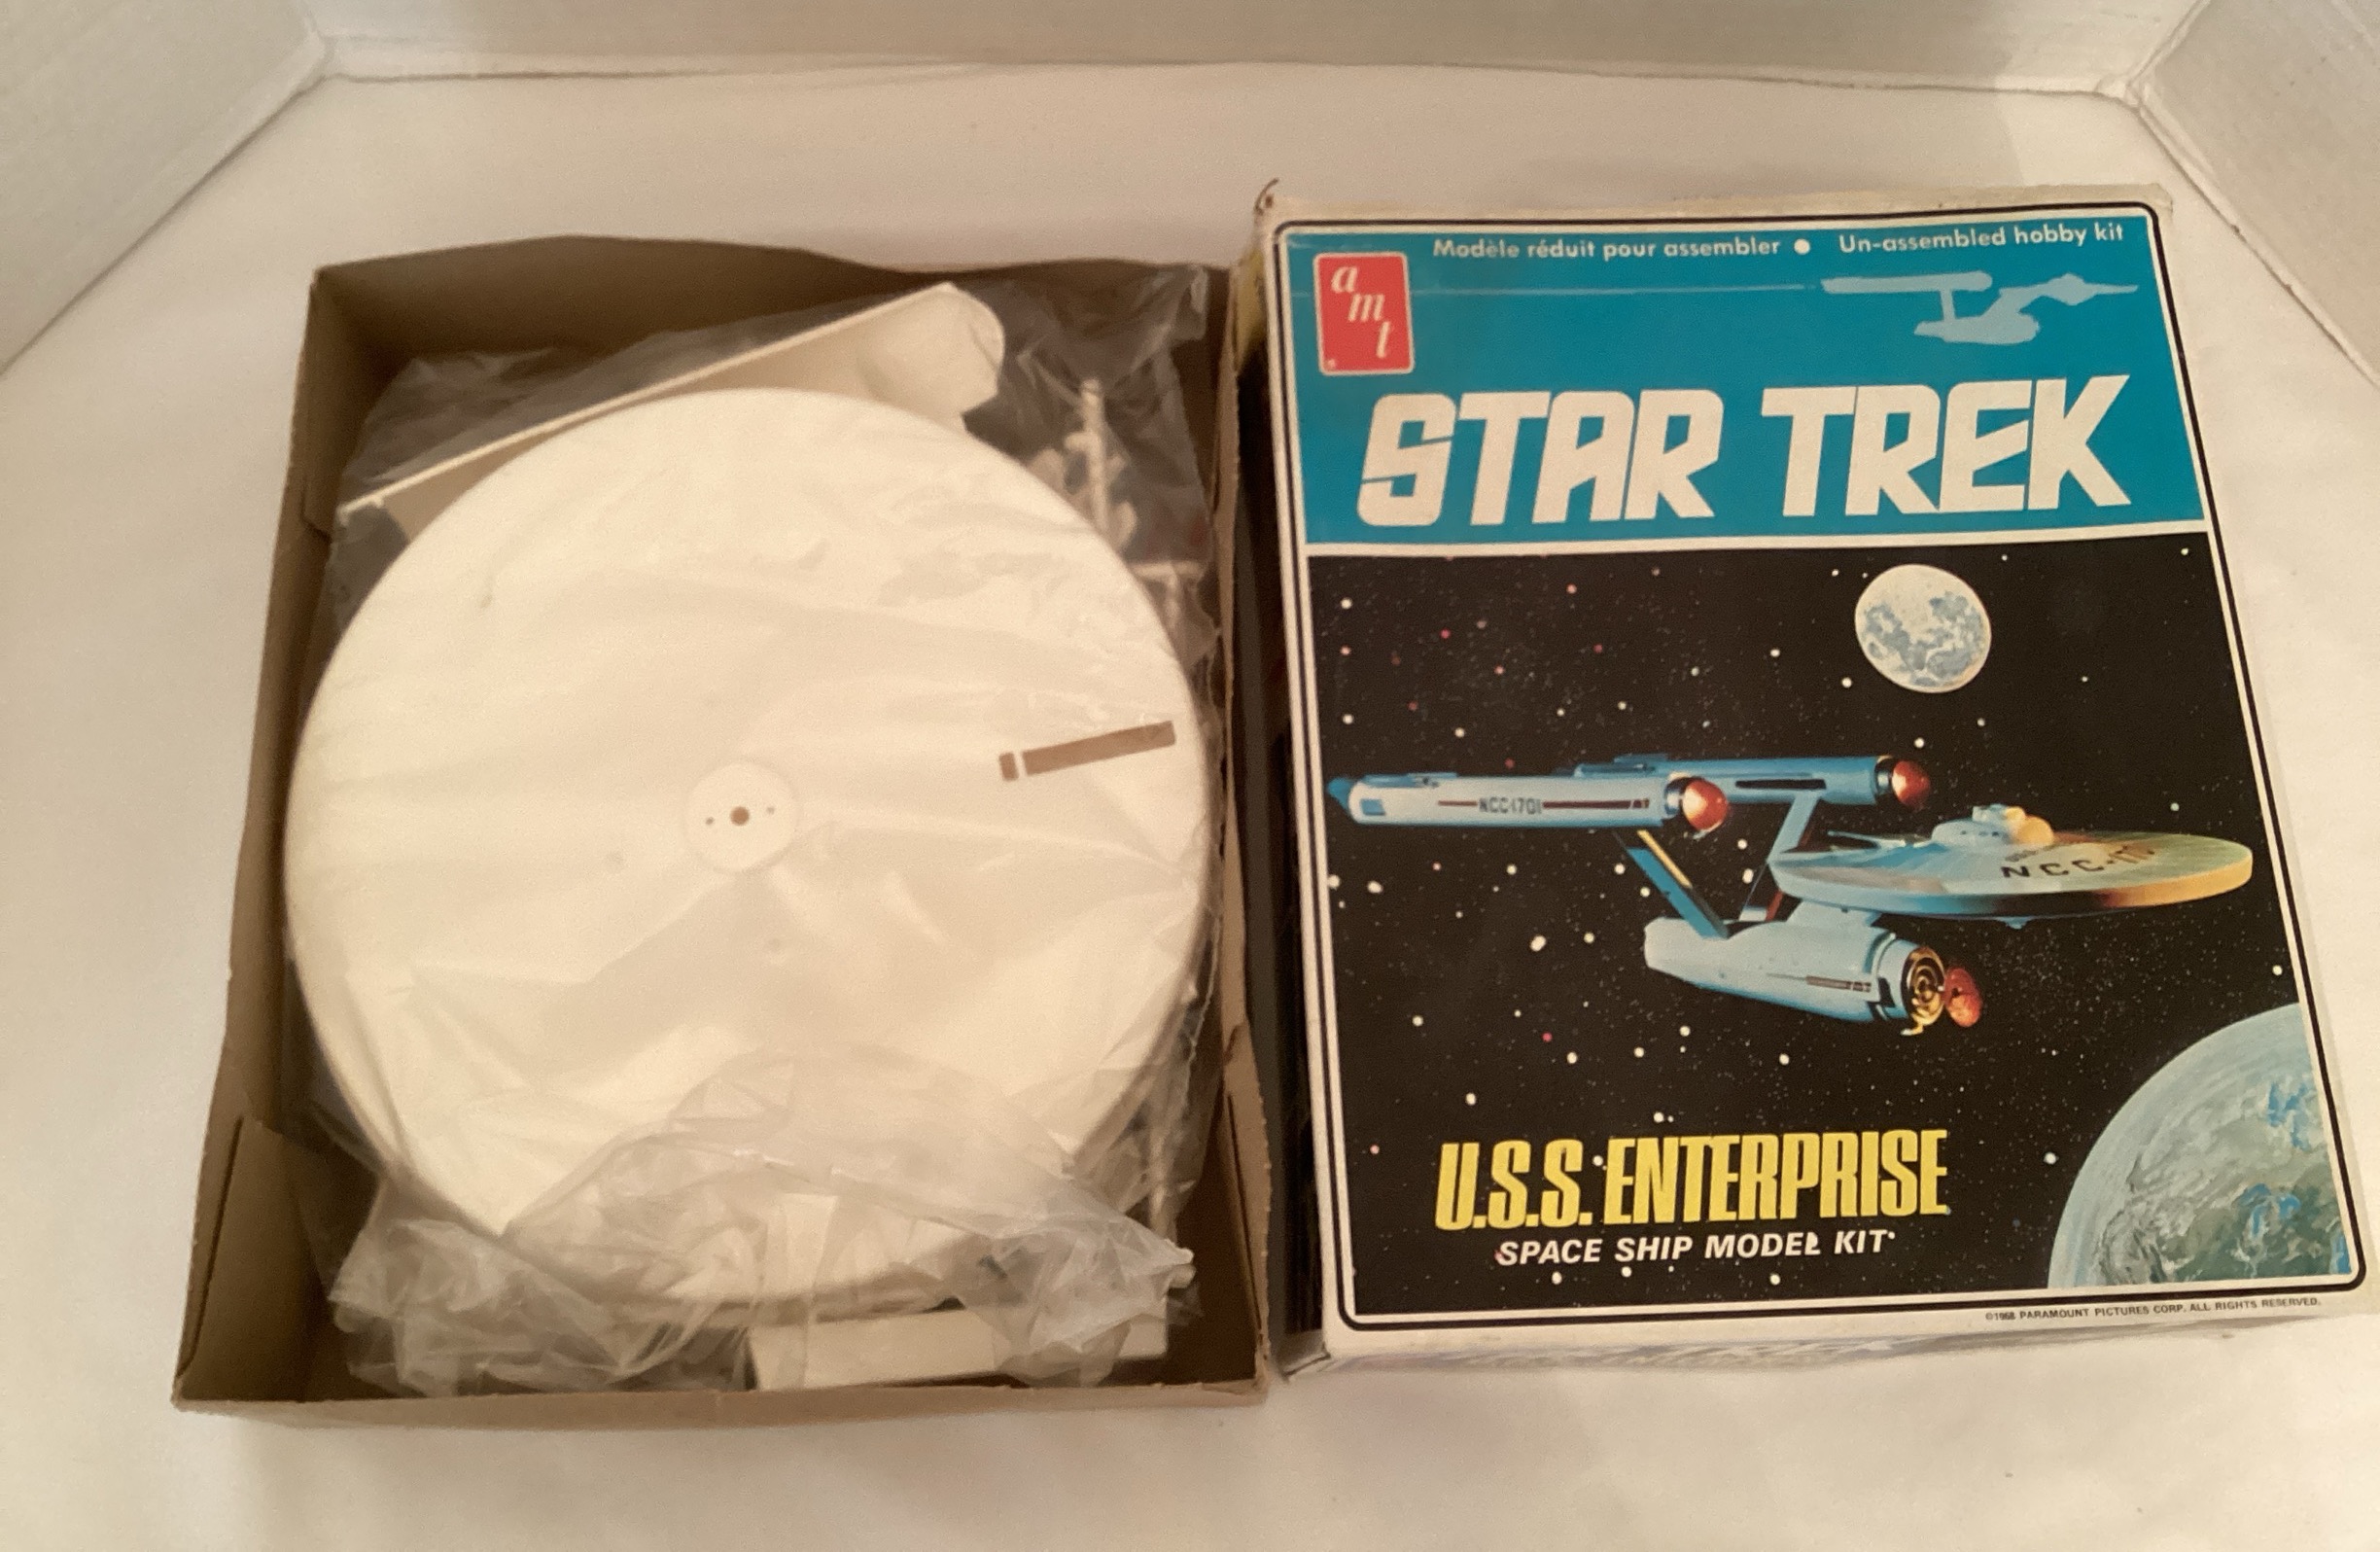 Modèle réduit pour assembler ● Un-assembled hobby kit
amt
STAR TREK
NCC-1701
NCC-170
U.S.S. ENTERPRISE
SPACE SHIP MODEL KIT
©1968 PARAMOUNT PICTURES CORP. ALL RIGHTS RESERVED.